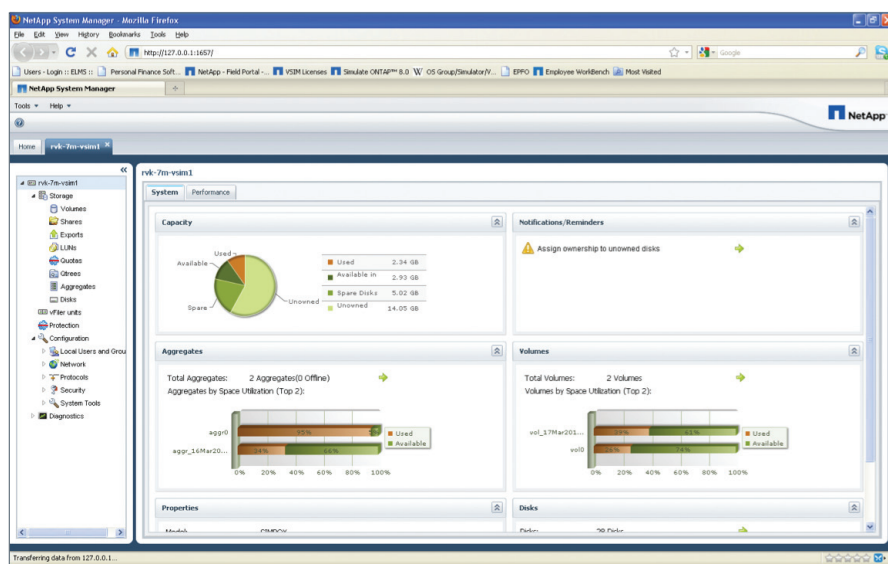 NetApp System Manager - Mozilla Firefox
File Edit View History Bookmarks Tools Help
http://127.0.0.1:1657/
Google
Users - Login :: ELMS :: Personal Finance Soft... NetApp - Field Portal -... VSIM Licenses Simulate ONTAP™ 8.0 W OS Group/Simulator/V... EPFO Employee WorkBench Most Visited
NetApp System Manager
Tools Help
NetApp
Home rvk-7m-vsim1
rvk-7m-vsim1
Storage
Volumes
Shares
Exports
LUNs
Quotas
Qtrees
Aggregates
Disks
vFiler units
Protection
Configuration
Local Users and Grou
Network
Protocols
Security
System Tools
Diagnostics
rvk-7m-vsim1
System Performance
Capacity
Used
Available
Spare
Unowned
Used 2.34 GB
Available in 2.93 GB
Spare Disks 5.02 GB
Unowned 14.05 GB
Notifications/Reminders
Assign ownership to unowned disks
Aggregates
Total Aggregates: 2 Aggregates(0 Offline)
Aggregates by Space Utilization (Top 2):
aggr0 95%
aggr_16Mar20... 34% 66%
Used
Available
0% 20% 40% 60% 80% 100%
Volumes
Total Volumes: 2 Volumes
Volumes by Space Utilization (Top 2):
vol_17Mar201... 39% 61%
vol0 26% 74%
Used
Available
0% 20% 40% 60% 80% 100%
Properties
Disks
Transferring data from 127.0.0.1...